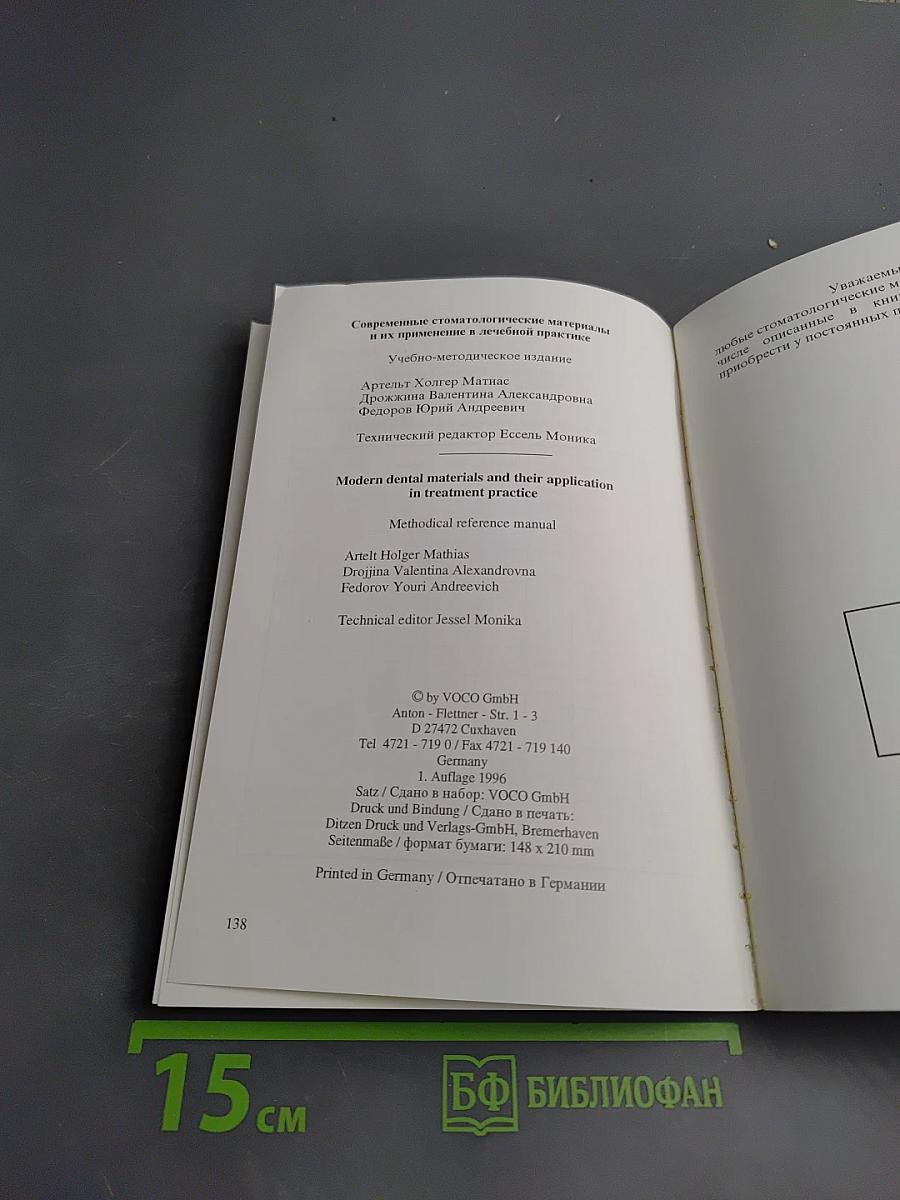 Современные стоматологические материалы
и их применение в лечебной практике
Учебно-методическое издание
Артельт Холгер Матиас
Дрожжина Валентина Александровна
Федоров Юрий Андреевич
Технический редактор Ессель Моника
Modern dental materials and their application
in treatment practice
Methodical reference manual
Artelt Holger Mathias
Drojjina Valentina Alexandrovna
Fedorov Youri Andreevich
Technical editor Jessel Monika
© by VOCO GmbH
Anton - Flettner - Str. 1 - 3
D 27472 Cuxhaven
Tel 4721 - 719 0 / Fax 4721 - 719 140
Germany
1. Auflage 1996
Satz / Сдано в набор: VOCO GmbH
Druck und Bindung / Сдано в печать:
Ditzen Druck und Verlags-GmbH, Bremerhaven
Seitenmaße / формат бумаги: 148 x 210 mm
Printed in Germany / Отпечатано в Германии
138
Уважаемы
любые стоматологические м
числе описанные в кни
приобрести у постоянных п
15 см
БФ БИБЛИОФАН